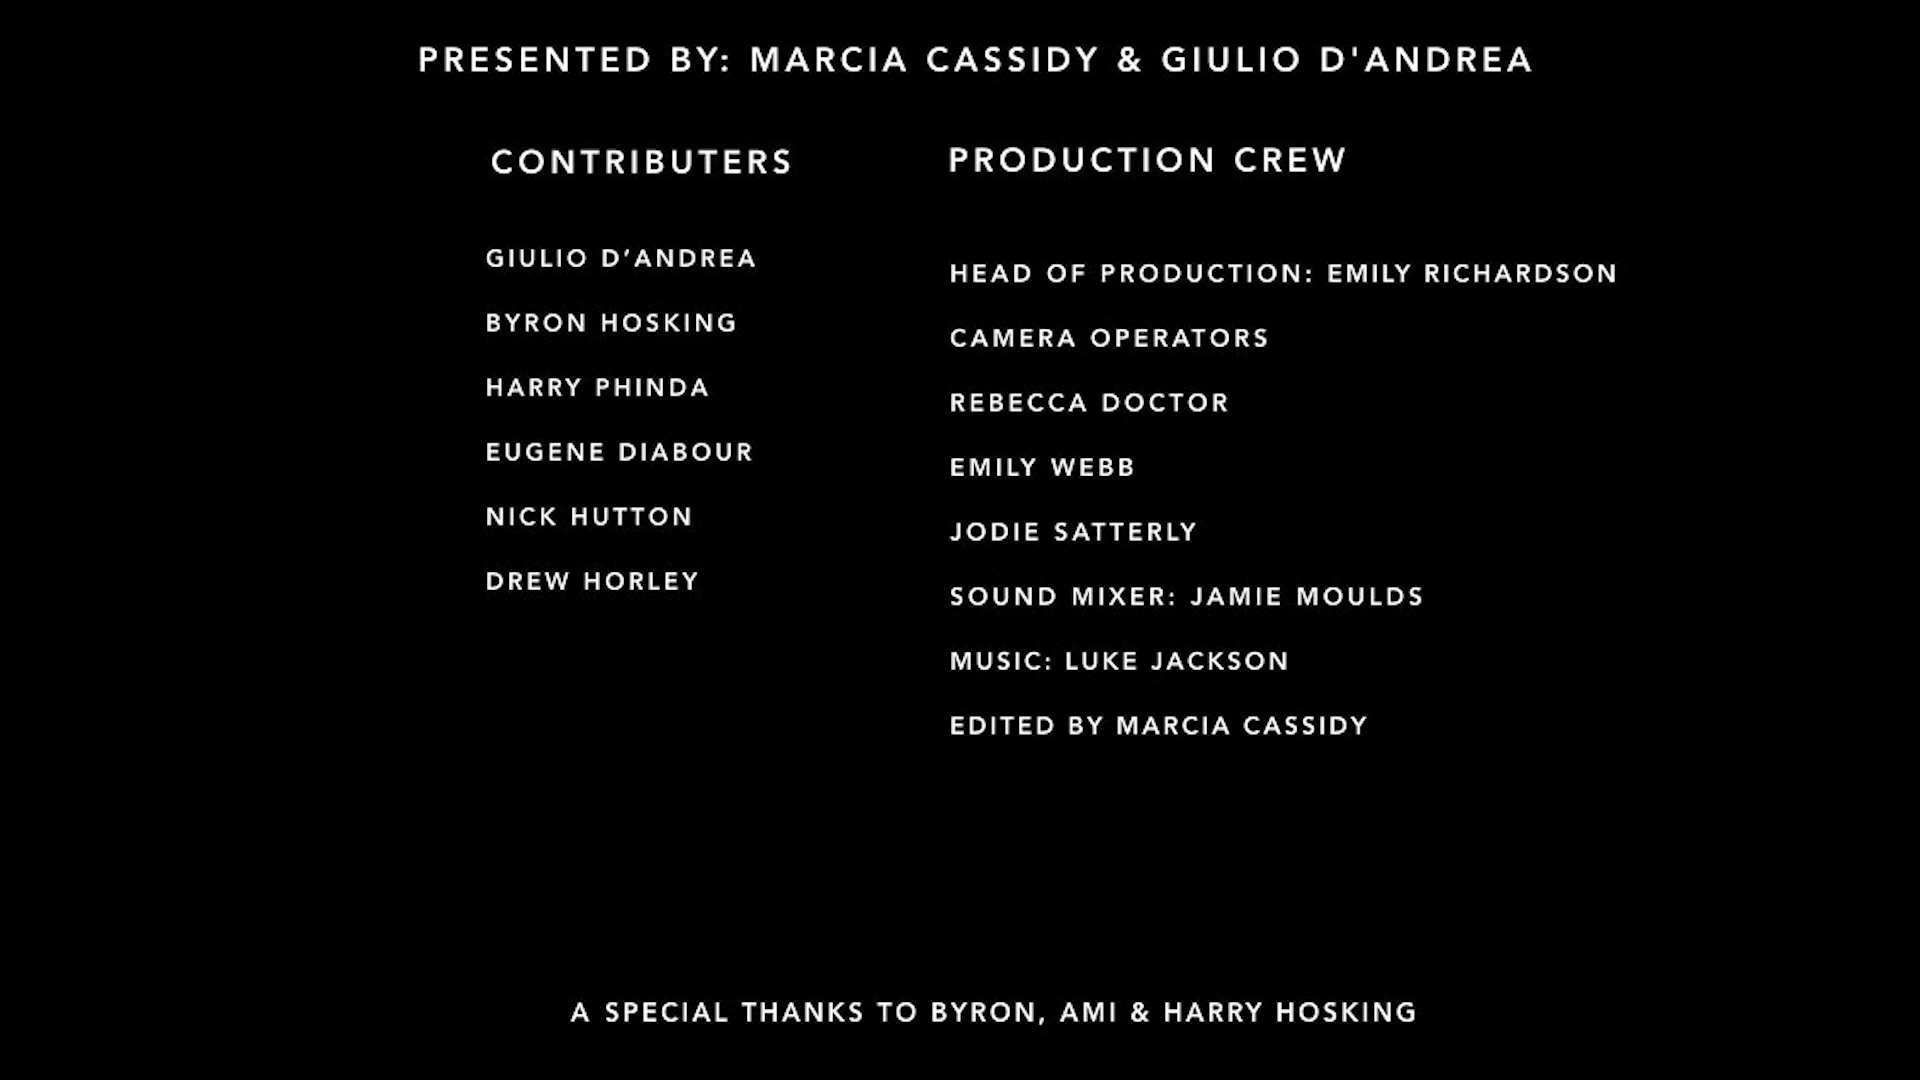 PRESENTED BY: MARCIA CASSIDY & GIULIO D'ANDREA
CONTRIBUTERS
GIULIO D’ANDREA
BYRON HOSKING
HARRY PHINDA
EUGENE DIABOUR
NICK HUTTON
DREW HORLEY
PRODUCTION CREW
HEAD OF PRODUCTION: EMILY RICHARDSON
CAMERA OPERATORS
REBECCA DOCTOR
EMILY WEBB
JODIE SATTERLY
SOUND MIXER: JAMIE MOULDS
MUSIC: LUKE JACKSON
EDITED BY MARCIA CASSIDY
A SPECIAL THANKS TO BYRON, AMI & HARRY HOSKING